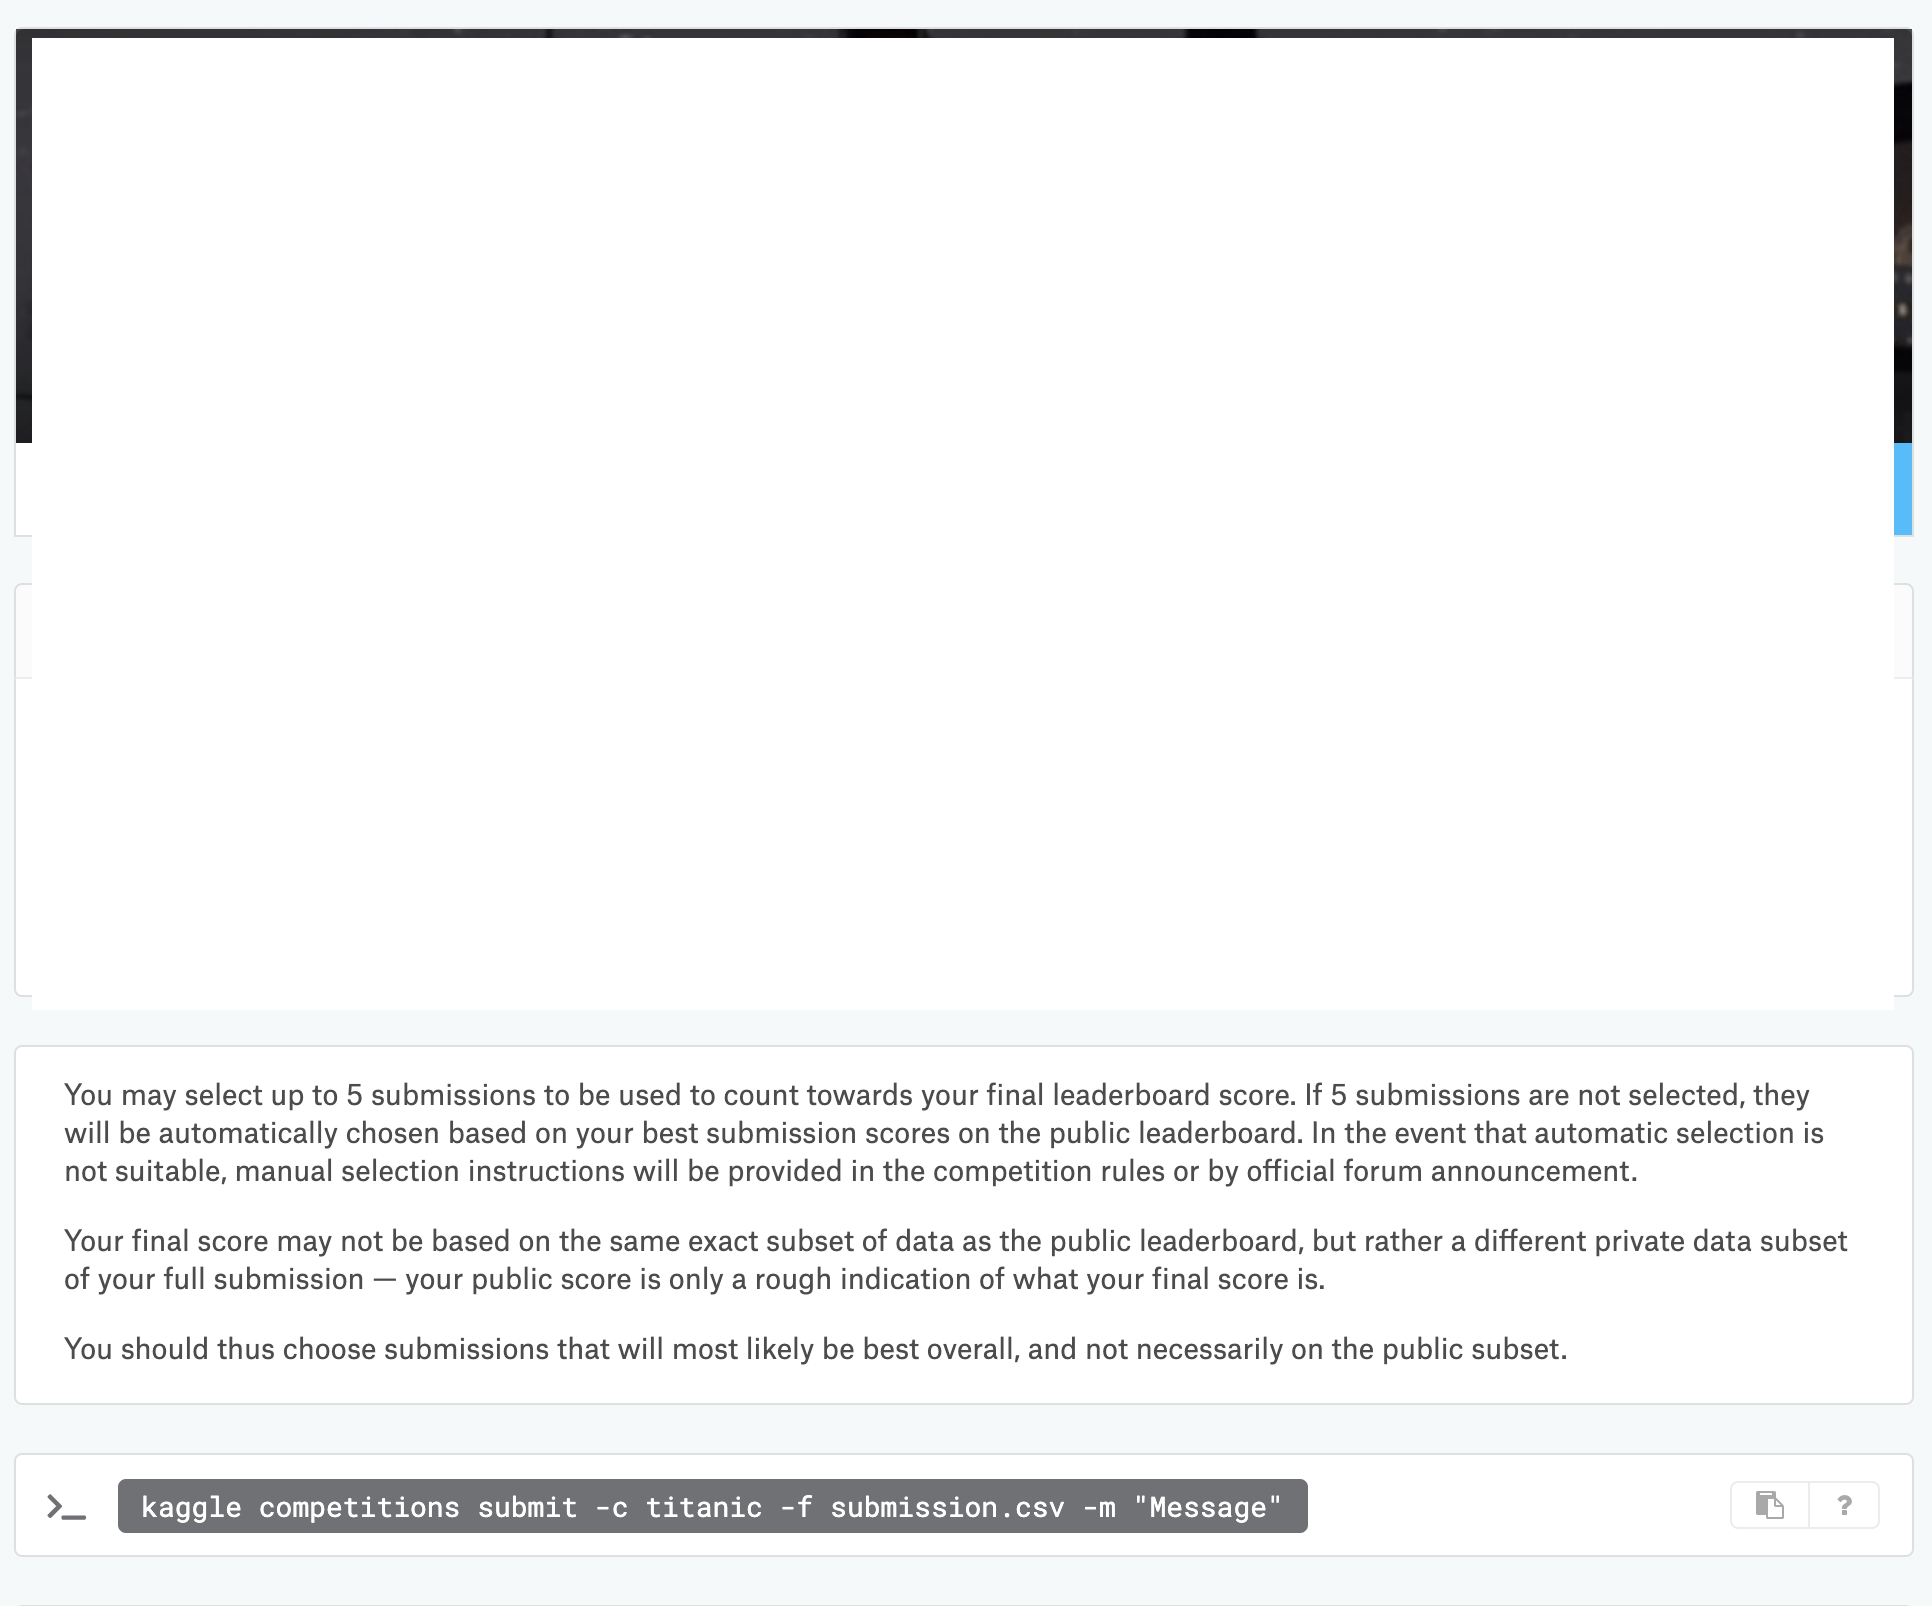 You may select up to 5 submissions to be used to count towards your final leaderboard score. If 5 submissions are not selected, they
will be automatically chosen based on your best submission scores on the public leaderboard. In the event that automatic selection is
not suitable, manual selection instructions will be provided in the competition rules or by official forum announcement.
Your final score may not be based on the same exact subset of data as the public leaderboard, but rather a different private data subset
of your full submission — your public score is only a rough indication of what your final score is.
You should thus choose submissions that will most likely be best overall, and not necessarily on the public subset.
>_ kaggle competitions submit -c titanic -f submission.csv -m "Message" ?